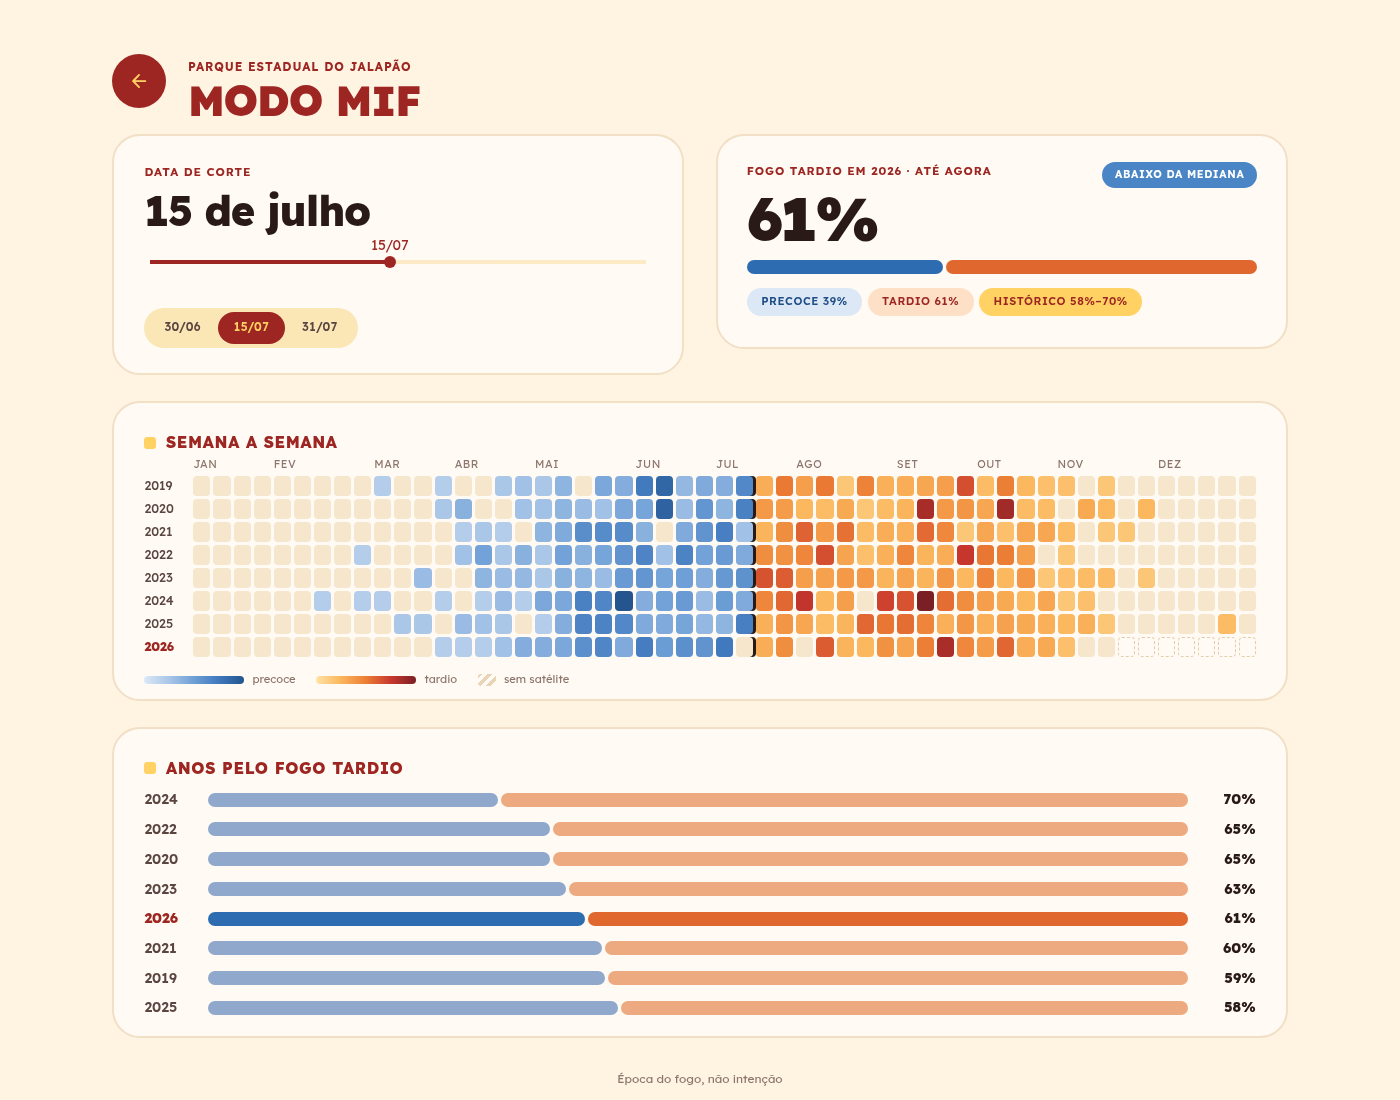 PARQUE ESTADUAL DO JALAPÃO
MODO MIF
DATA DE CORTE
15 de julho
15/07
30/06 15/07 31/07
FOGO TARDIO EM 2026 · ATÉ AGORA
ABAIXO DA MEDIANA
61%
PRECOCE 39% TARDIO 61% HISTÓRICO 58%–70%
SEMANA A SEMANA
JAN FEV MAR ABR MAI JUN JUL AGO SET OUT NOV DEZ
2019
2020
2021
2022
2023
2024
2025
2026
precoce tardio sem satélite
ANOS PELO FOGO TARDIO
2024 70%
2022 65%
2020 65%
2023 63%
2026 61%
2021 60%
2019 59%
2025 58%
Época do fogo, não intenção